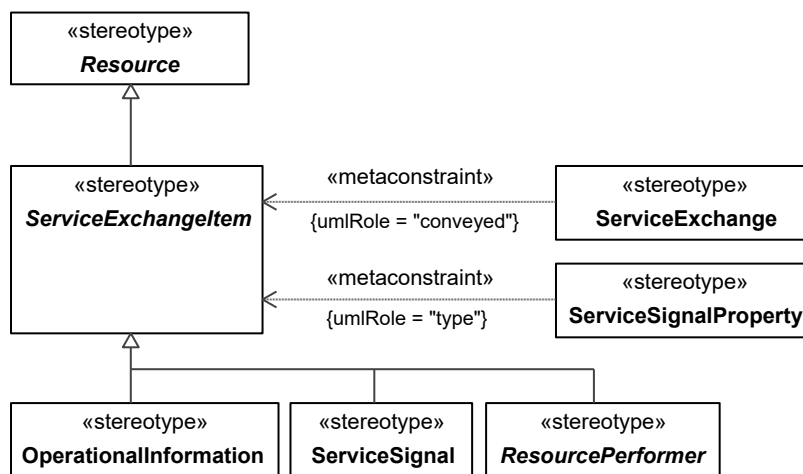 «stereotype»
Resource
«stereotype»
ServiceExchangeItem
«metaconstraint»
{umlRole = "conveyed"}
«stereotype»
ServiceExchange
«metaconstraint»
{umlRole = "type"}
«stereotype»
ServiceSignalProperty
«stereotype»
OperationalInformation
«stereotype»
ServiceSignal
«stereotype»
ResourcePerformer